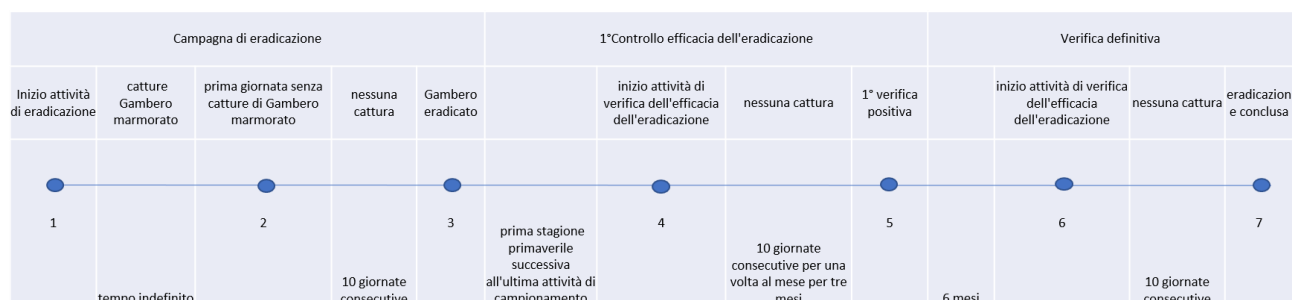 Campagna di eradicazione
1°Controllo efficacia dell'eradicazione
Verifica definitiva
Inizio attività
di eradicazione
catture
Gambero
marmorato
prima giornata senza
catture di Gambero
marmorato
nessuna
cattura
Gambero
eradicato
inizio attività di
verifica dell'efficacia
dell'eradicazione
nessuna cattura
1° verifica
positiva
inizio attività di verifica
dell'efficacia
dell'eradicazione
nessuna cattura
eradicazion
e conclusa
1
2
3
4
5
6
7
tempo indefinito
10 giornate
consecutive
prima stagione
primaverile
successiva
all'ultima attività di
campionamento
10 giornate
consecutive per una
volta al mese per tre
mesi
6 mesi
10 giornate
consecutive